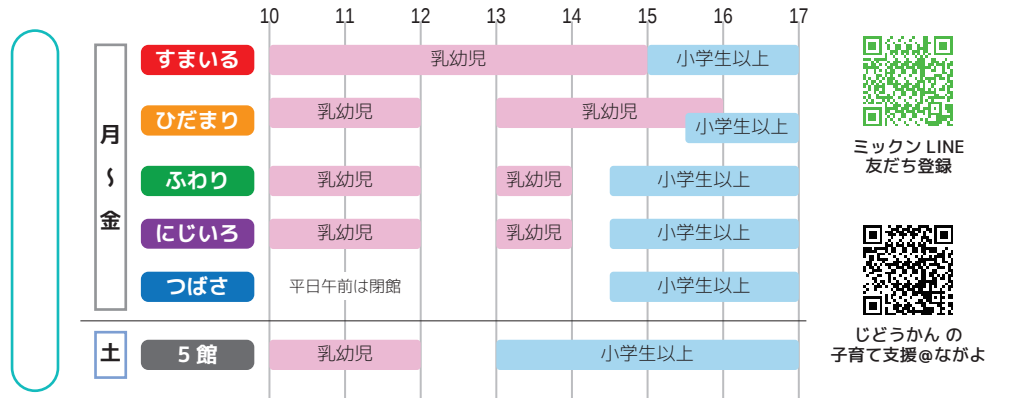 10 11 12 13 14 15 16 17
月
〜
金
すまいる 乳幼児 小学生以上
ひだまり 乳幼児 乳幼児 小学生以上
ふわり 乳幼児 乳幼児 小学生以上
にじいろ 乳幼児 乳幼児 小学生以上
つばさ 平日午前は閉館 小学生以上
土 5 館 乳幼児 小学生以上
ミックン LINE
友だち登録
じどうかん の
子育て支援@ながよ